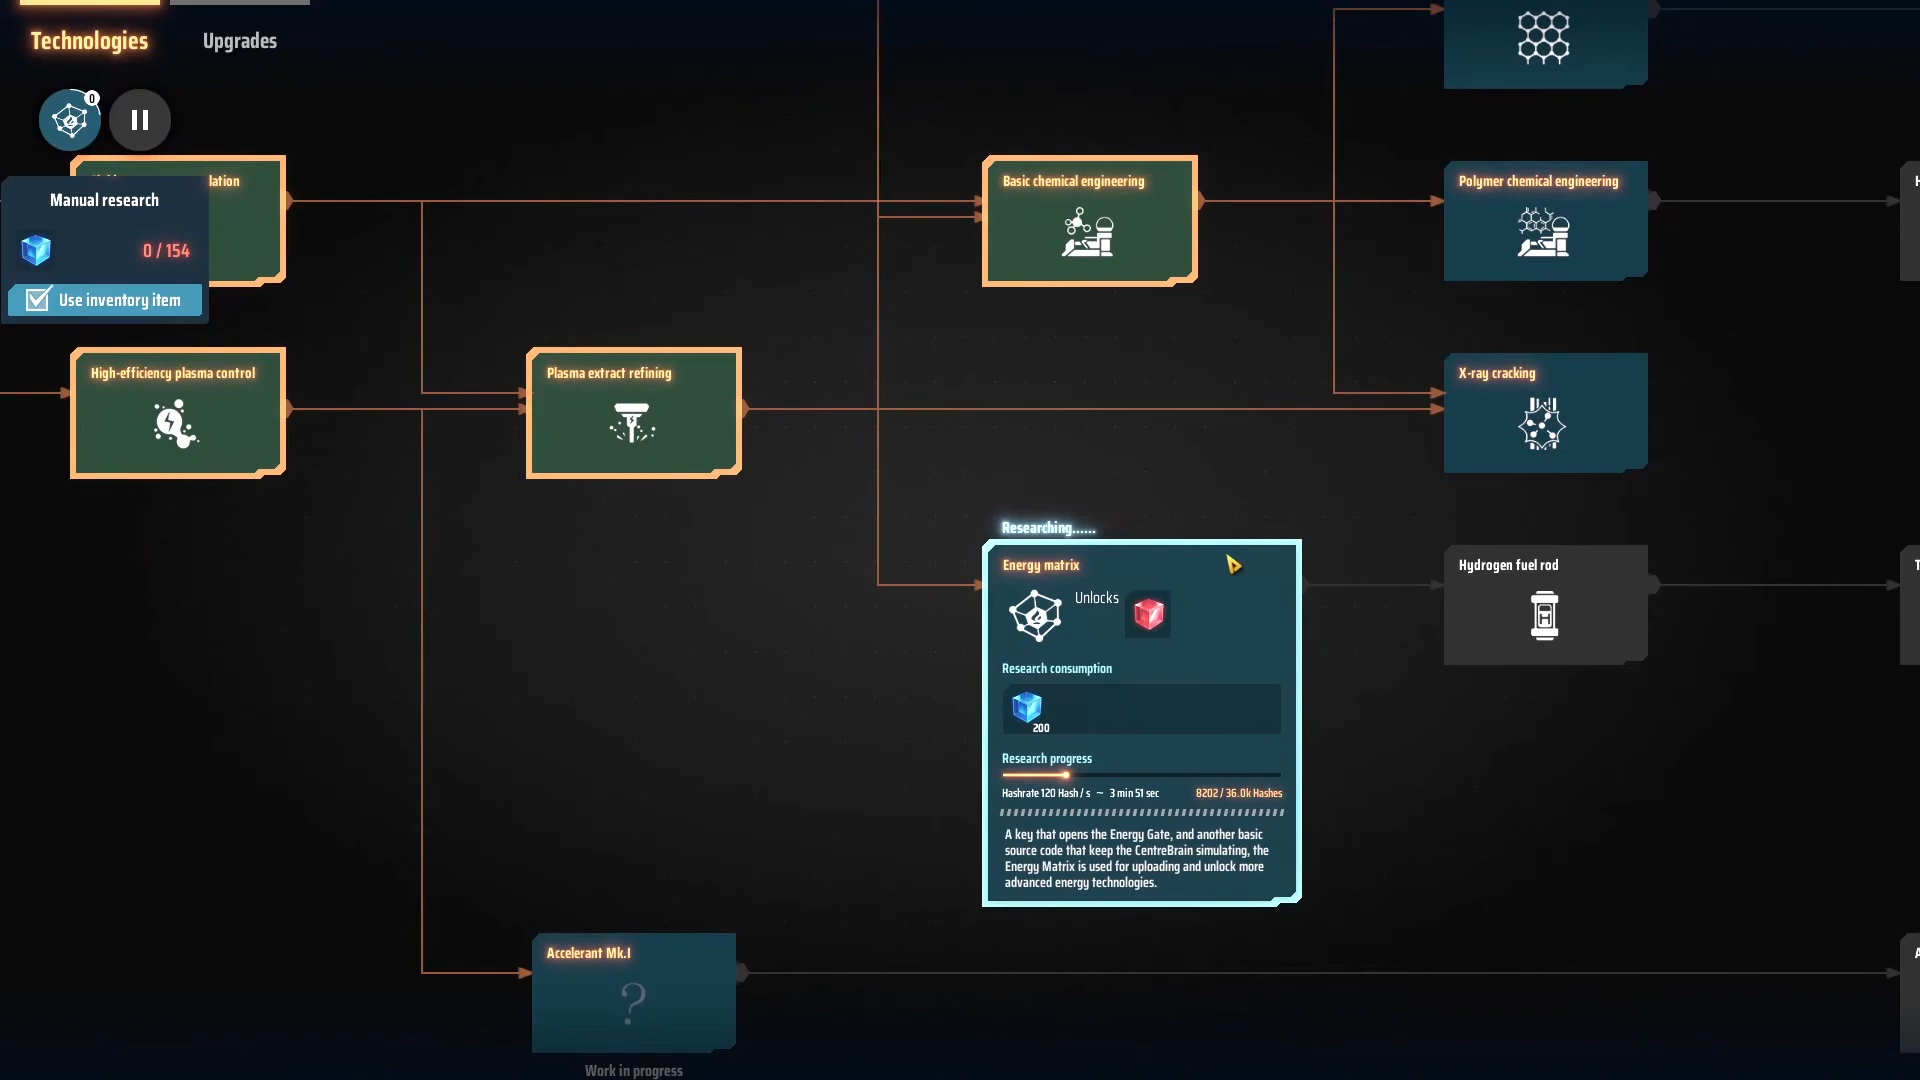 Technologies
Upgrades
0
lation
Manual research
0 / 154
Use inventory item
Basic chemical engineering
Polymer chemical engineering
High-efficiency plasma control
Plasma extract refining
X-ray cracking
Researching......
Energy matrix
Unlocks
Research consumption
200
Research progress
Hashrate 120 Hash / s ~ 3 min 51 sec 8202 / 36.0k Hashes
A key that opens the Energy Gate, and another basic
source code that keep the CentreBrain simulating, the
Energy Matrix is used for uploading and unlock more
advanced energy technologies.
Hydrogen fuel rod
Accelerant Mk.I
?
Work in progress